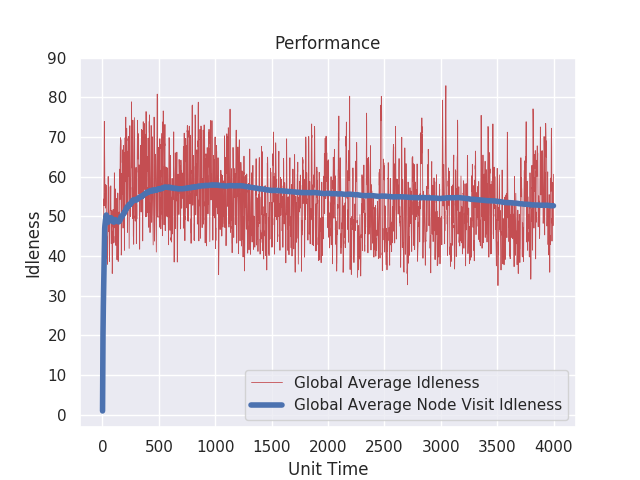 Performance
90
80
70
60
50
40
30
20
10
0
Idleness
Global Average Idleness
Global Average Node Visit Idleness
0 500 1000 1500 2000 2500 3000 3500 4000
Unit Time